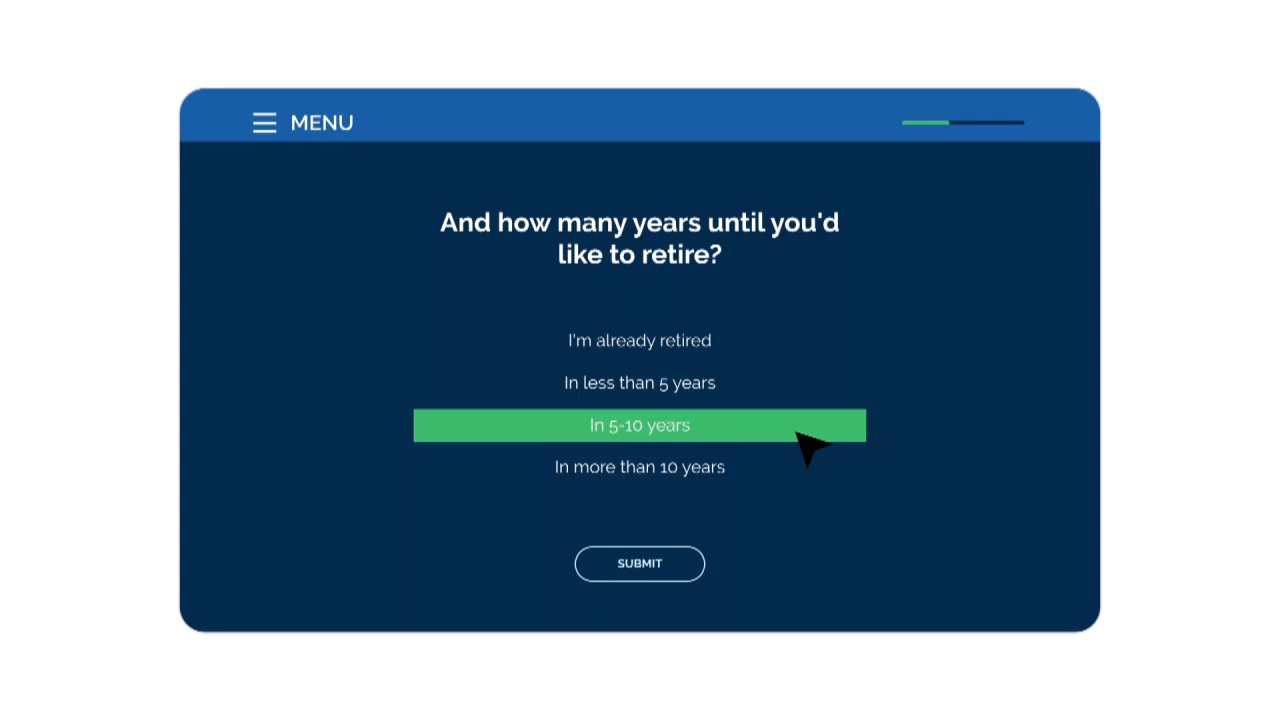 MENU
And how many years until you'd
like to retire?
I'm already retired
In less than 5 years
In 5-10 years
In more than 10 years
SUBMIT